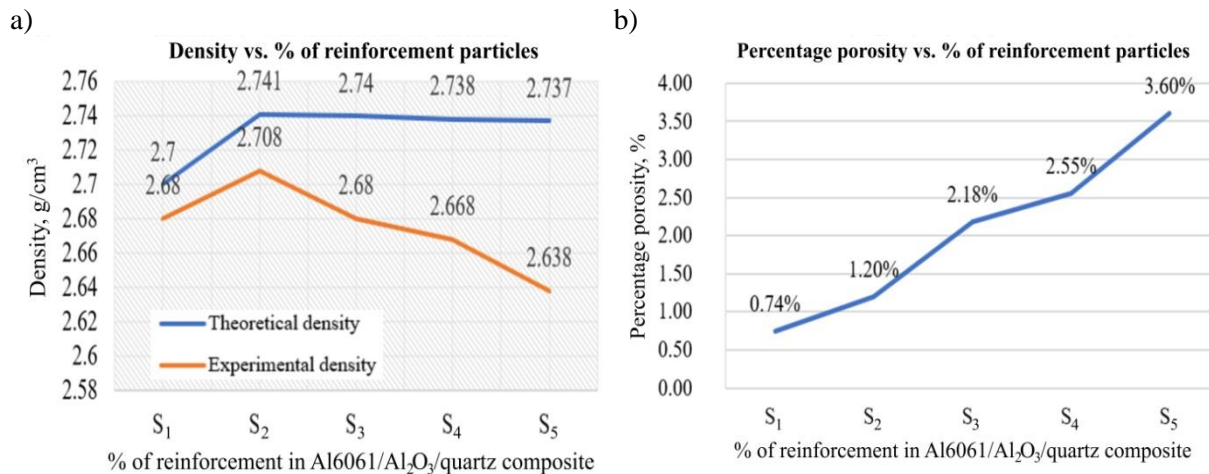 a)
Density vs. % of reinforcement particles
Density, g/cm³
2.76
2.74
2.72
2.7
2.68
2.66
2.64
2.62
2.6
2.58
2.7
2.741
2.74
2.738
2.737
2.68
2.708
2.68
2.668
2.638
Theoretical density
Experimental density
S₁ S₂ S₃ S₄ S₅
% of reinforcement in Al6061/Al₂O₃/quartz composite
b)
Percentage porosity vs. % of reinforcement particles
Percentage porosity, %
4.00
3.50
3.00
2.50
2.00
1.50
1.00
0.50
0.00
0.74%
1.20%
2.18%
2.55%
3.60%
S₁ S₂ S₃ S₄ S₅
% of reinforcement in Al6061/Al₂O₃/quartz composite